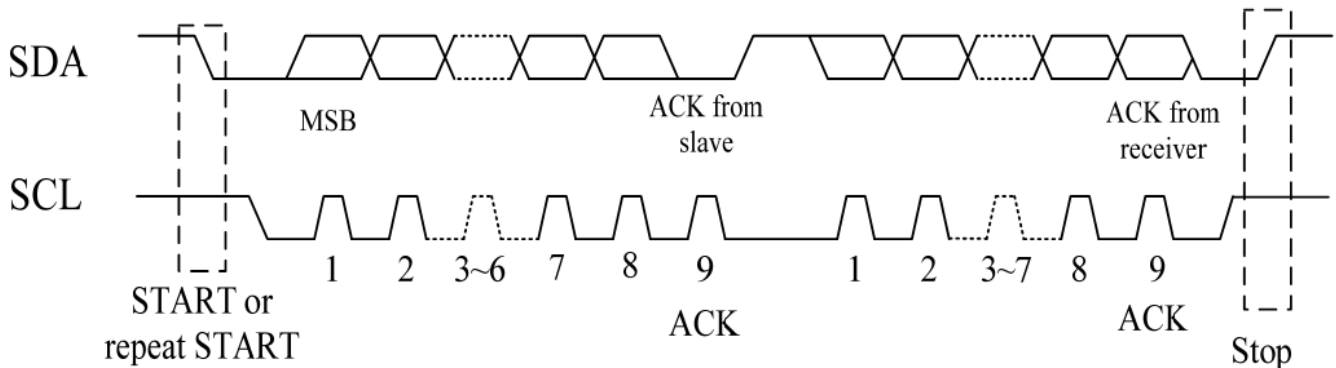 SDA
MSB
ACK from
slave
ACK from
receiver
SCL
1 2 3~6 7 8 9 1 2 3~7 8 9
START or
repeat START
ACK
ACK
Stop